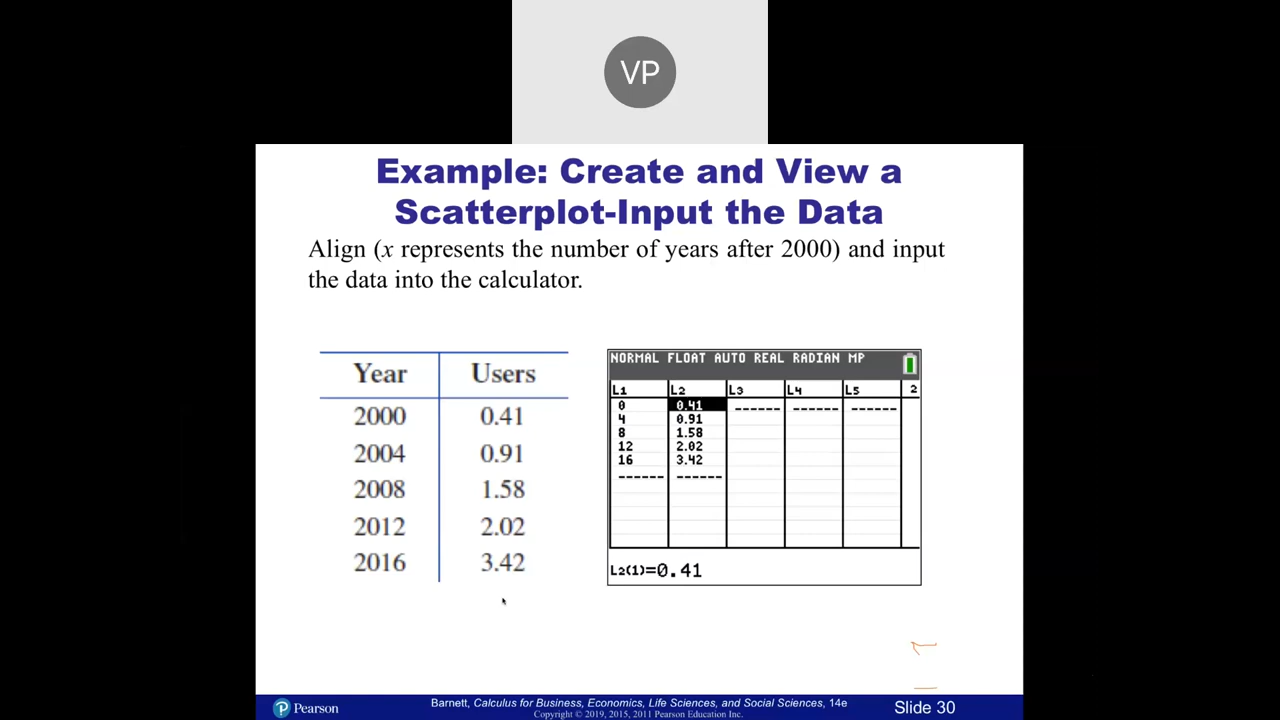 VP
Example: Create and View a
Scatterplot-Input the Data
Align (x represents the number of years after 2000) and input
the data into the calculator.
Year Users
2000 0.41
2004 0.91
2008 1.58
2012 2.02
2016 3.42
NORMAL FLOAT AUTO REAL RADIAN MP
L1 L2 L3 L4 L5 2
0 0.41 ------ ------ ------
4 0.91
8 1.58
12 2.02
16 3.42
------ ------
L2(1)=0.41
Pearson
Barnett, Calculus for Business, Economics, Life Sciences, and Social Sciences, 14e
Copyright © 2019, 2015, 2011 Pearson Education Inc.
Slide 30